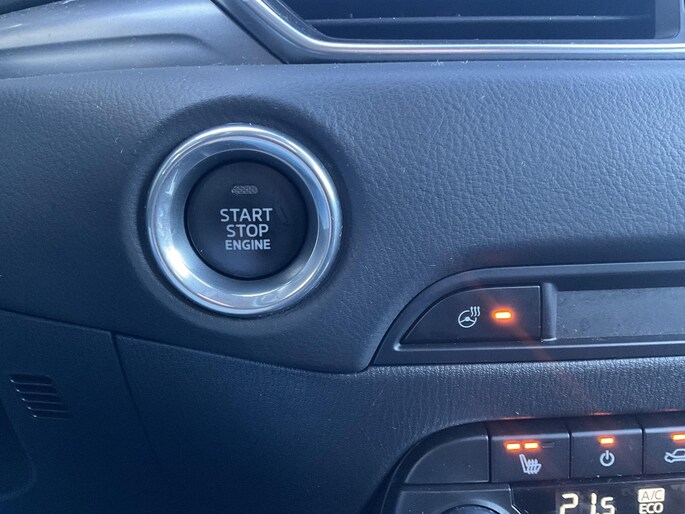 START
STOP
ENGINE
21.5
A/C
ECO